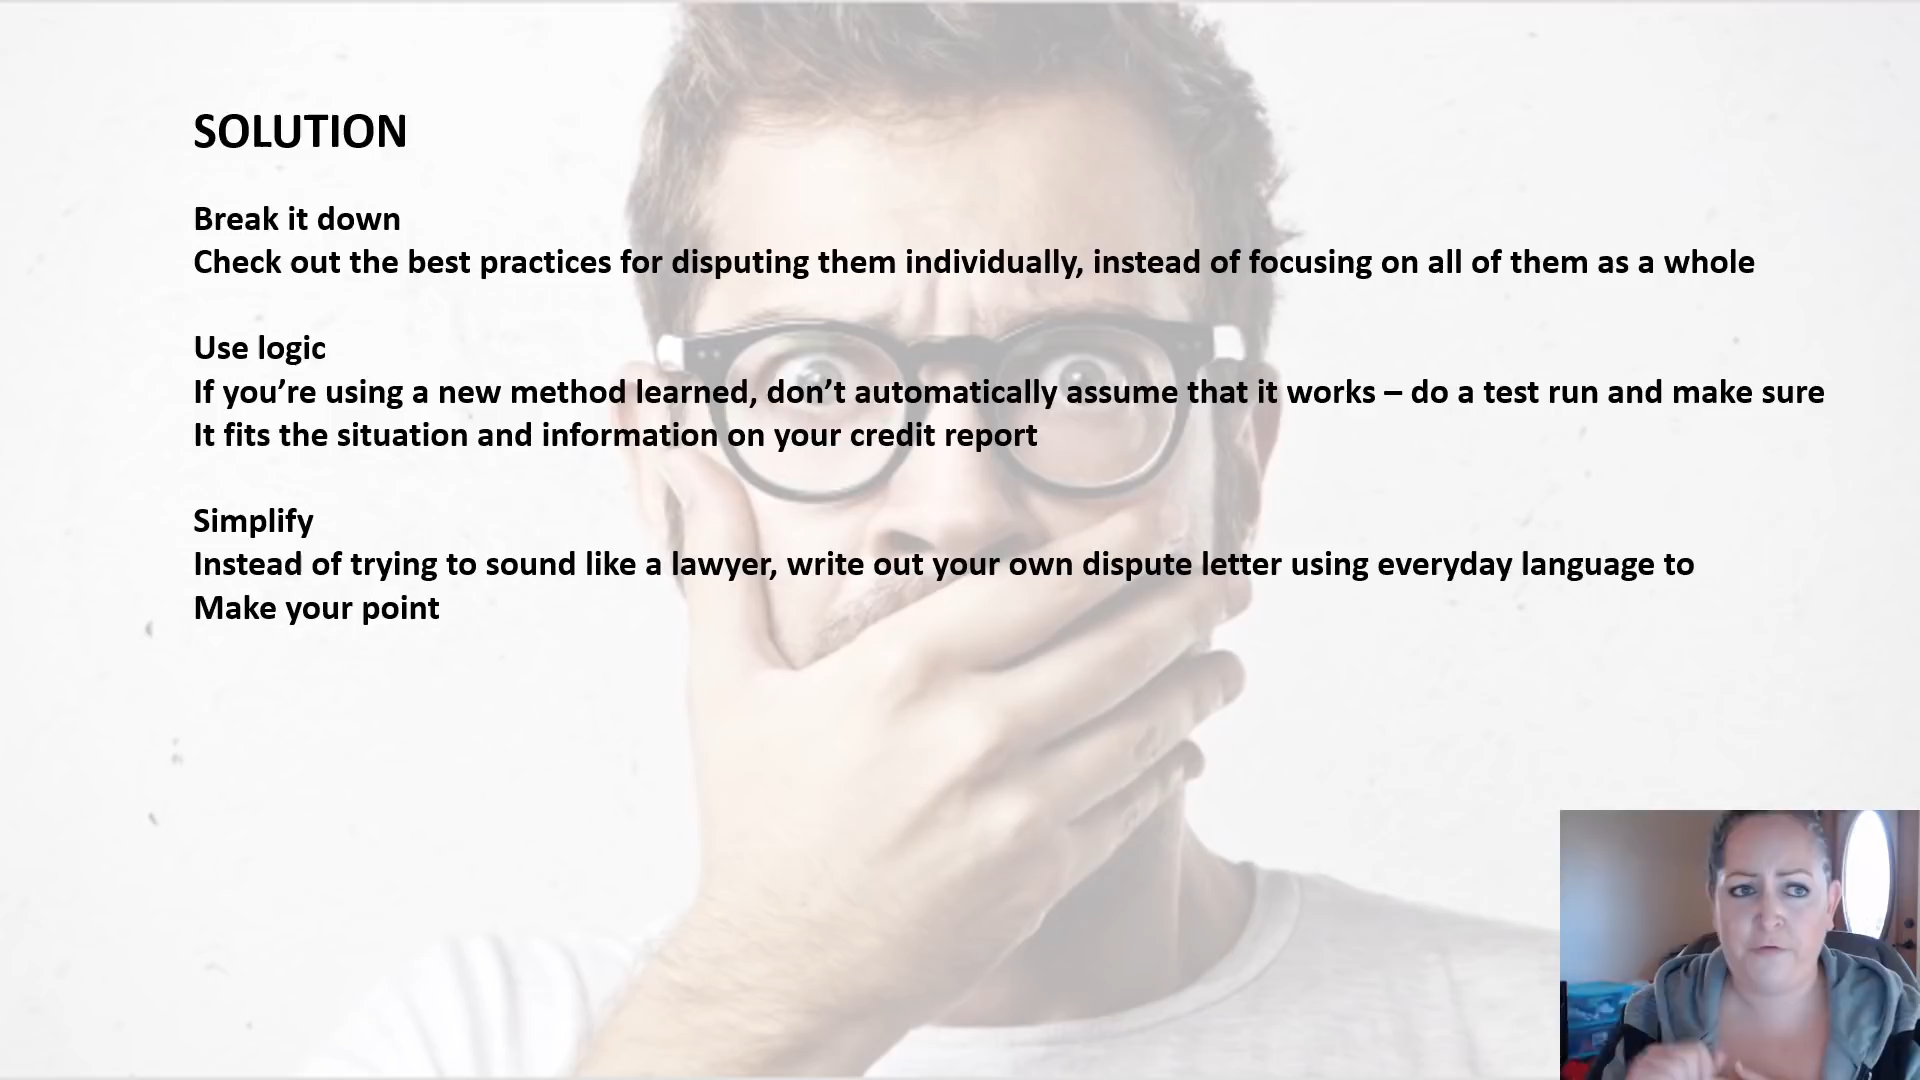 SOLUTION
Break it down
Check out the best practices for disputing them individually, instead of focusing on all of them as a whole
Use logic
If you’re using a new method learned, don’t automatically assume that it works – do a test run and make sure
It fits the situation and information on your credit report
Simplify
Instead of trying to sound like a lawyer, write out your own dispute letter using everyday language to
Make your point